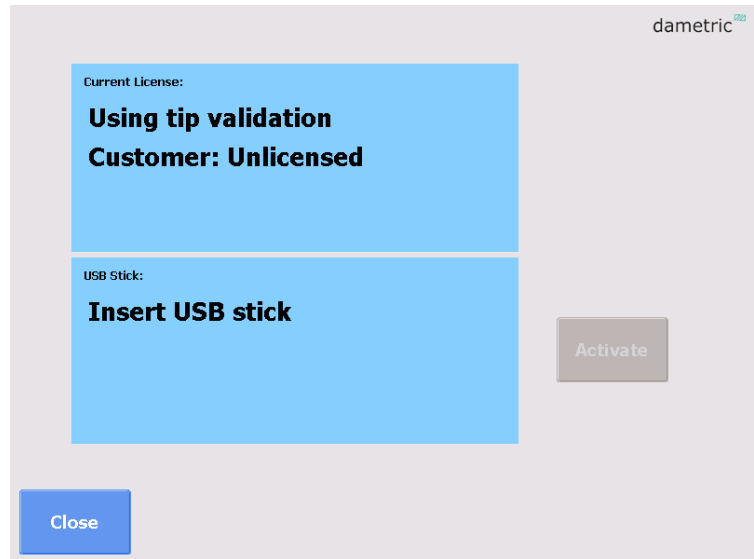 dametric
Current License:
Using tip validation
Customer: Unlicensed
USB Stick:
Insert USB stick
Activate
Close